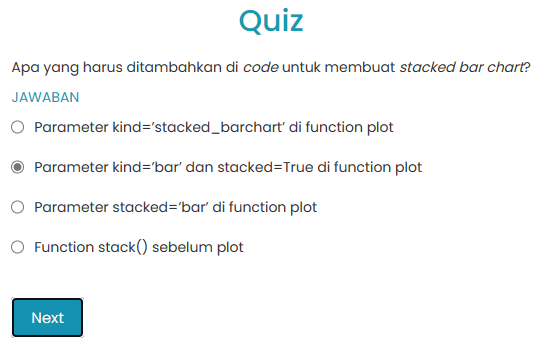 Quiz
Apa yang harus ditambahkan di code untuk membuat stacked bar chart?
JAWABAN
Parameter kind=’stacked_barchart’ di function plot
Parameter kind=’bar’ dan stacked=True di function plot
Parameter stacked=’bar’ di function plot
Function stack() sebelum plot
Next